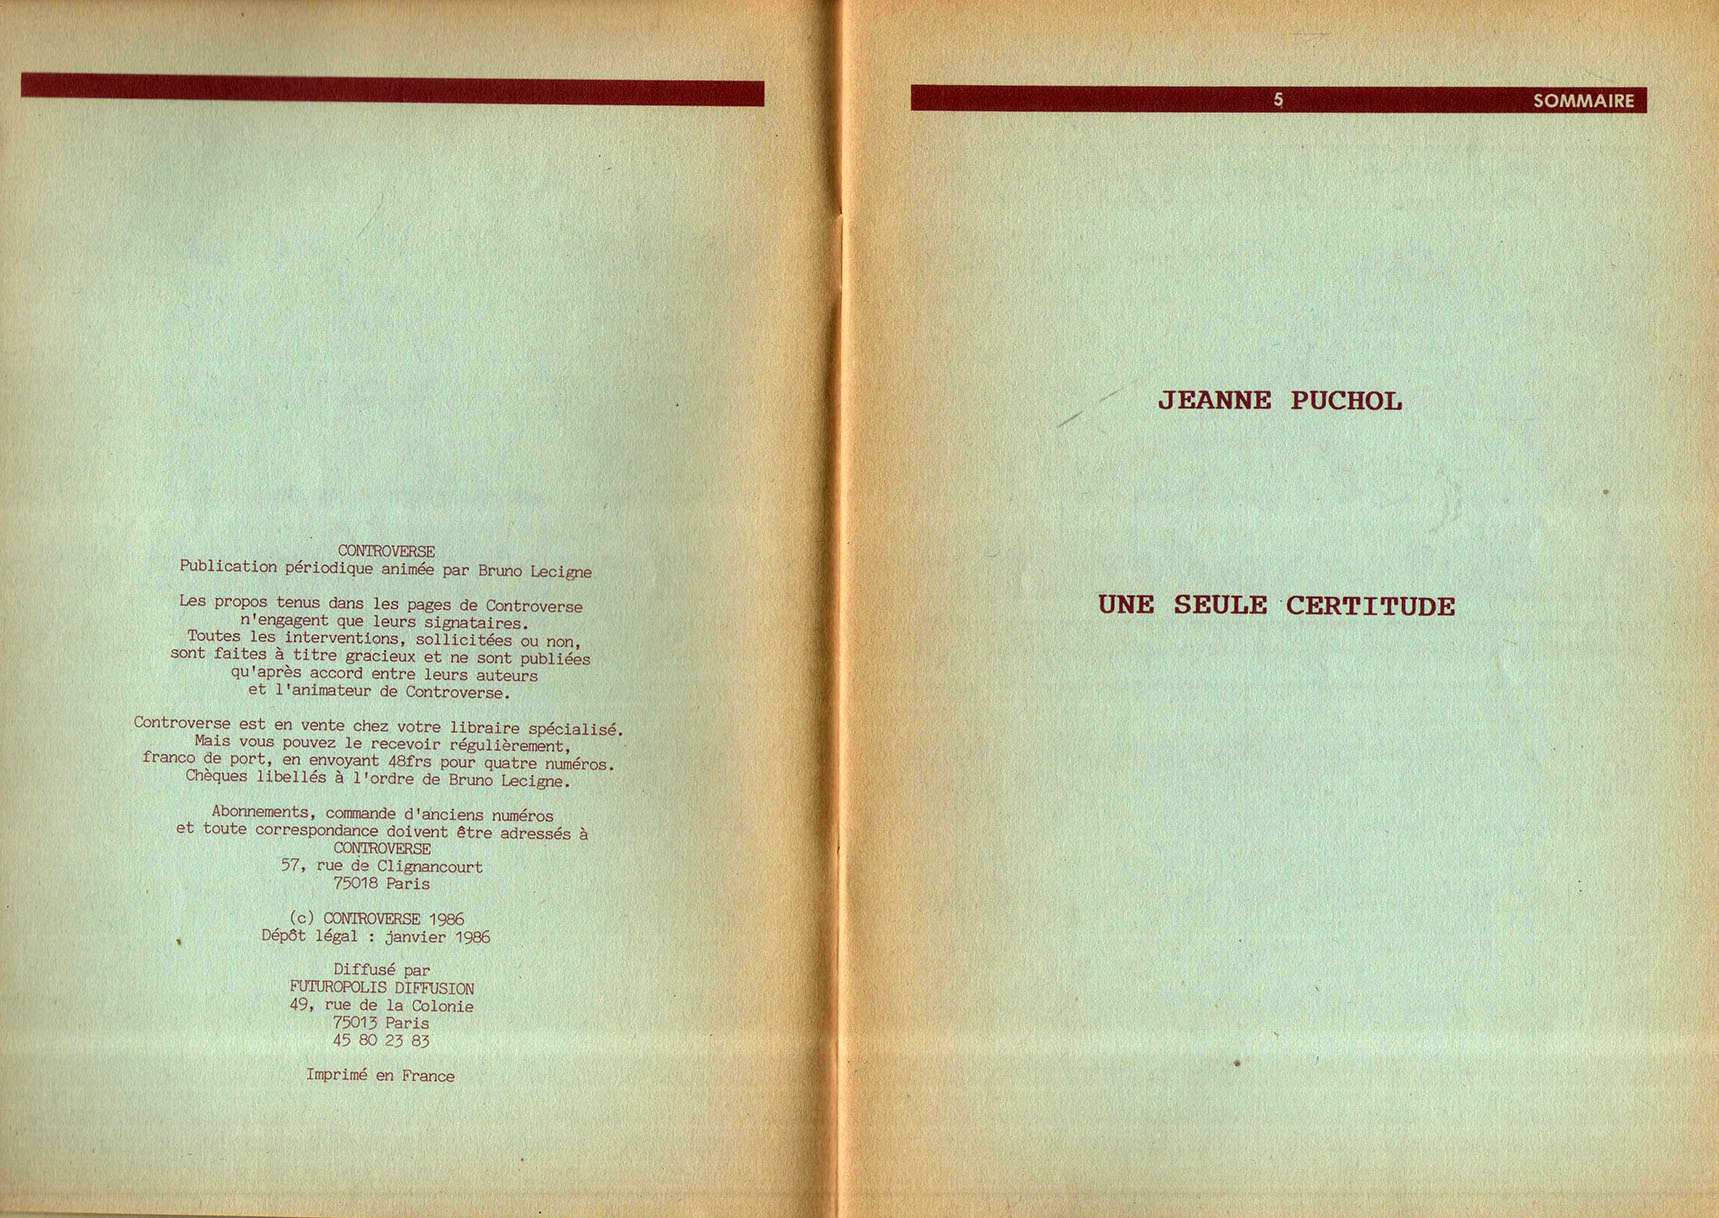 CONTROVERSE
Publication périodique animée par Bruno Lecigne
Les propos tenus dans les pages de Controverse
n'engagent que leurs signataires.
Toutes les interventions, sollicitées ou non,
sont faites à titre gracieux et ne sont publiées
qu'après accord entre leurs auteurs
et l'animateur de Controverse.
Controverse est en vente chez votre libraire spécialisé.
Mais vous pouvez le recevoir régulièrement,
franco de port, en envoyant 48frs pour quatre numéros.
Chèques libellés à l'ordre de Bruno Lecigne.
Abonnements, commande d'anciens numéros
et toute correspondance doivent être adressés à
CONTROVERSE
57, rue de Clignancourt
75018 Paris
(c) CONTROVERSE 1986
Dépôt légal : janvier 1986
Diffusé par
FUTUROPOLIS DIFFUSION
49, rue de la Colonie
75013 Paris
45 80 23 83
Imprimé en France
5 SOMMAIRE
JEANNE PUCHOL
UNE SEULE CERTITUDE